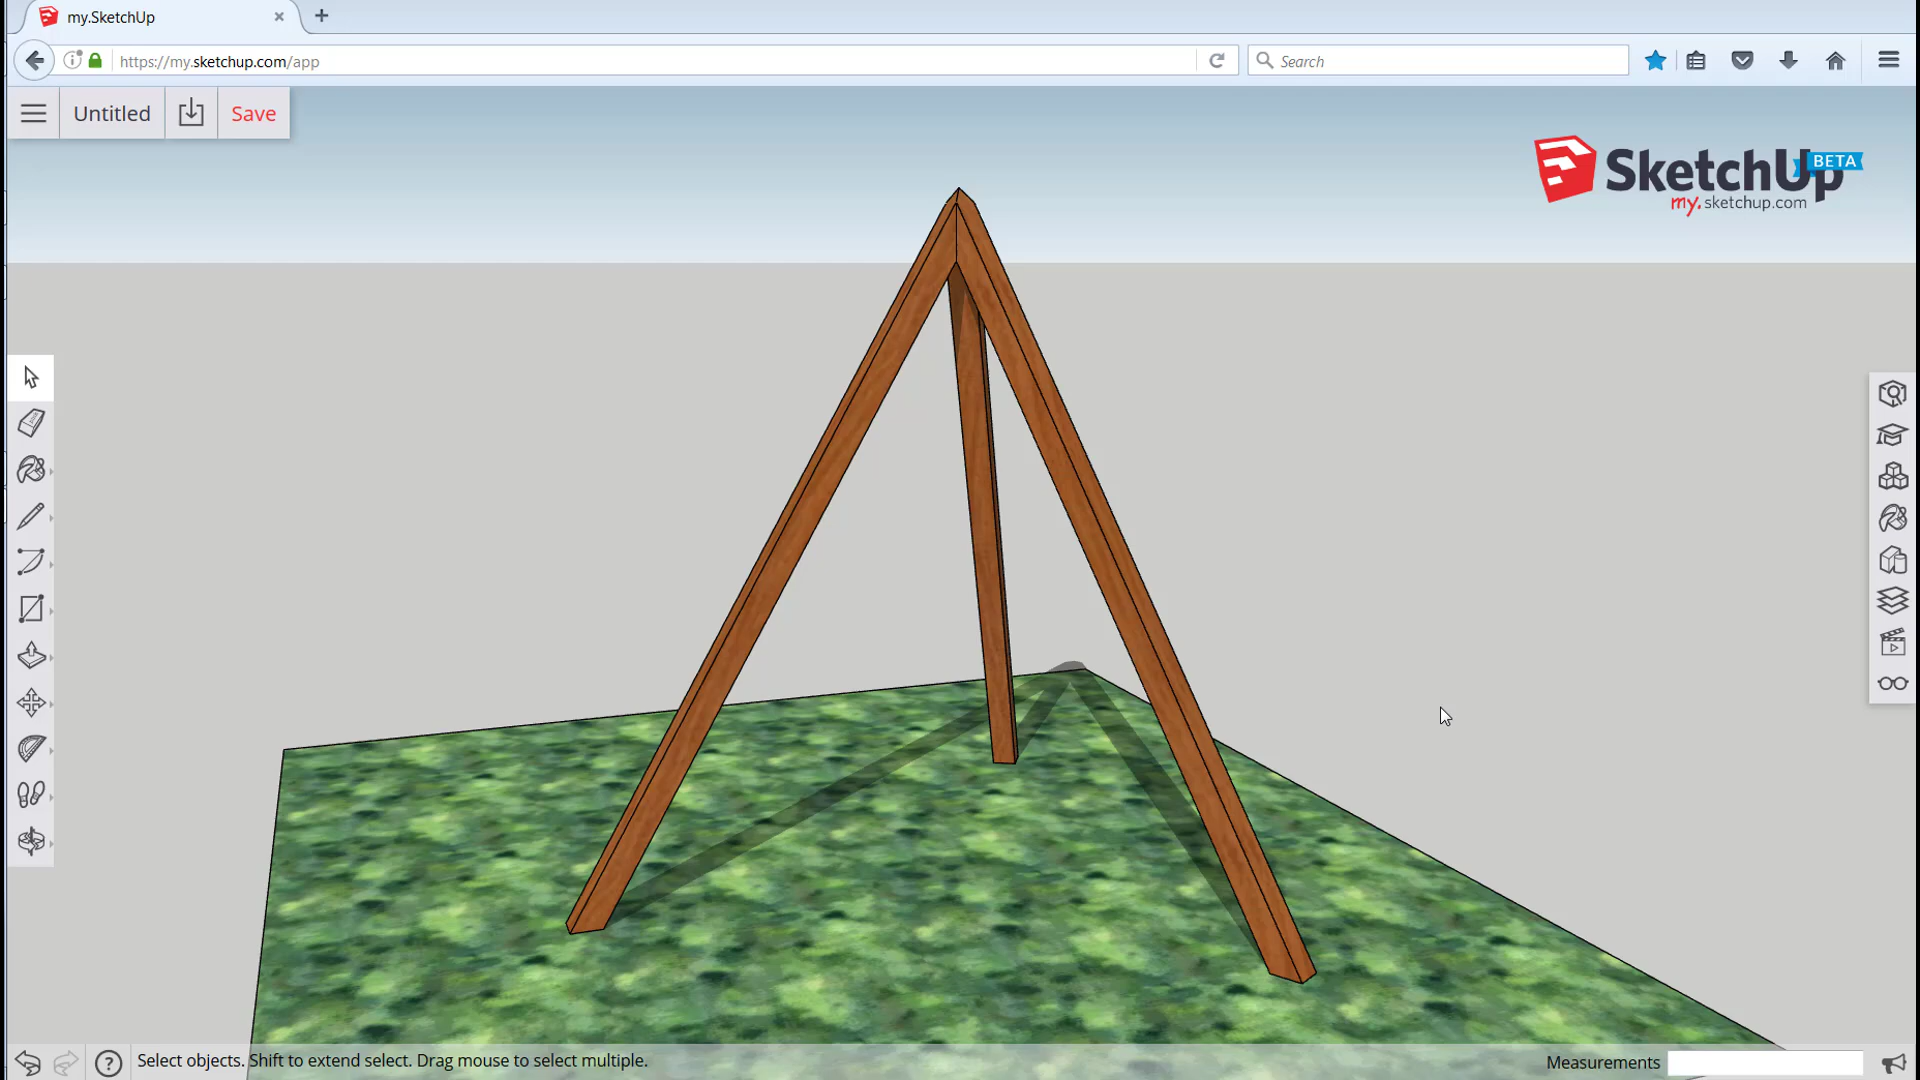 my.SketchUp
https://my.sketchup.com/app
Search
Untitled
Save
SketchUp
BETA
my.sketchup.com
Select objects. Shift to extend select. Drag mouse to select multiple.
Measurements